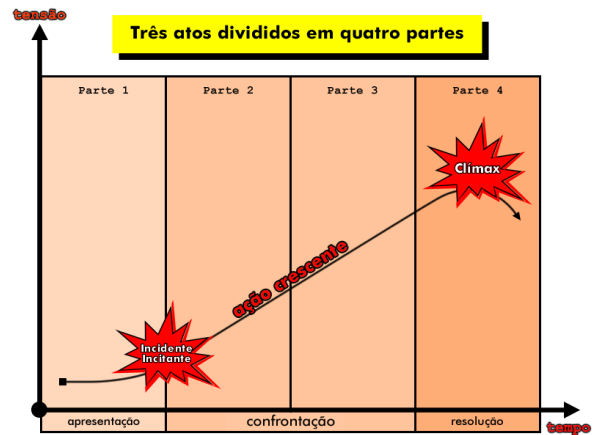 tensão
Três atos divididos em quatro partes
Parte 1
Parte 2
Parte 3
Parte 4
Clímax
ação crescente
Incidente
Incitante
apresentação
confrontação
resolução
tempo